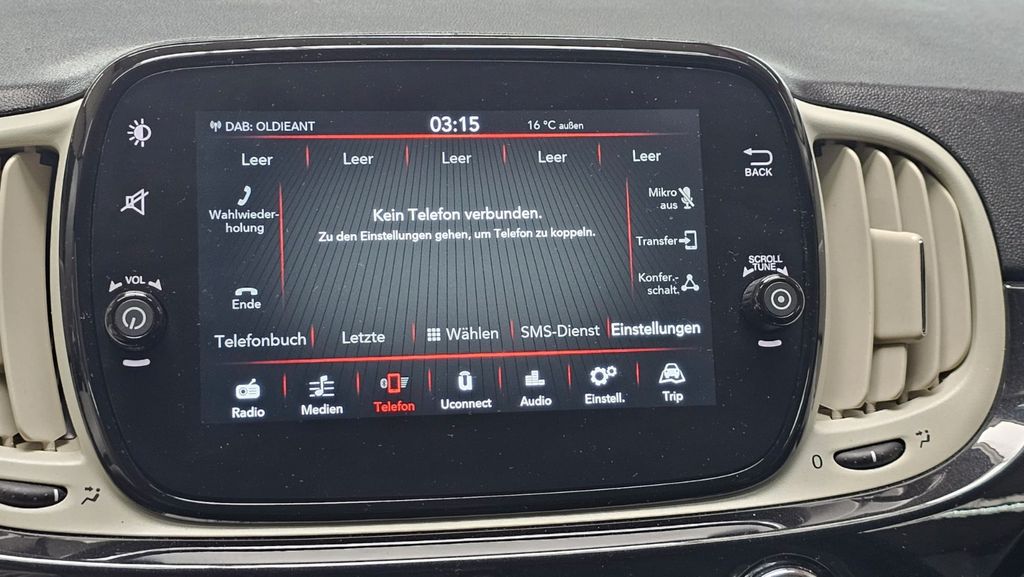 DAB: OLDIEANT 03:15 16 °C außen
Leer Leer Leer Leer Leer
BACK
Wahlwieder-
holung
Mikro
aus
Kein Telefon verbunden.
Zu den Einstellungen gehen, um Telefon zu koppeln.
Transfer
SCROLL
TUNE
VOL
Konfer.-
schalt.
Ende
Telefonbuch Letzte Wählen SMS-Dienst Einstellungen
Radio Medien Telefon Uconnect Audio Einstell. Trip
0